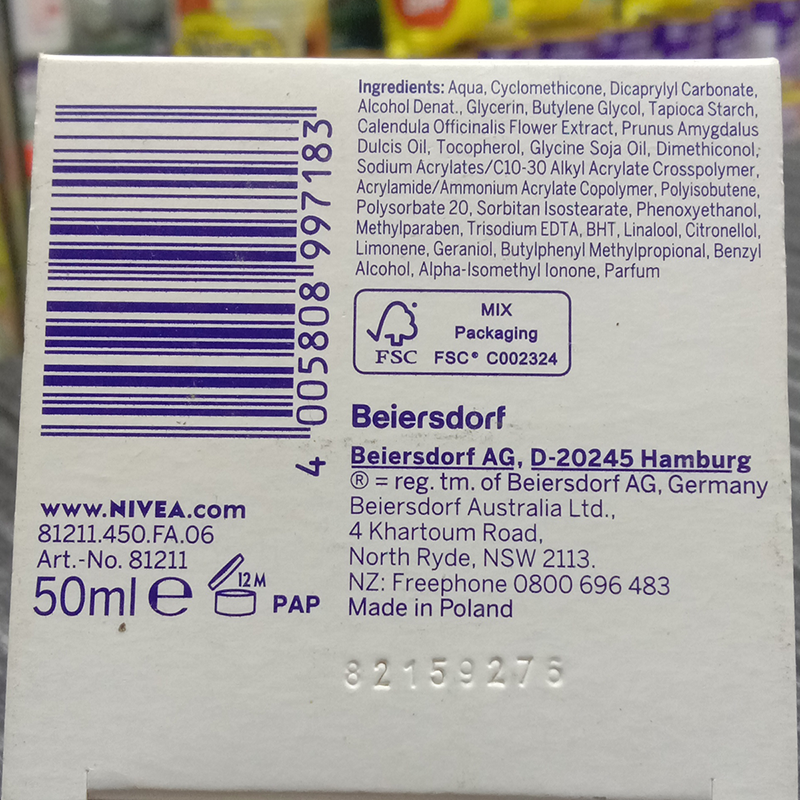 Ingredients: Aqua, Cyclomethicone, Dicaprylyl Carbonate,
Alcohol Denat., Glycerin, Butylene Glycol, Tapioca Starch,
Calendula Officinalis Flower Extract, Prunus Amygdalus
Dulcis Oil, Tocopherol, Glycine Soja Oil, Dimethiconol,
Sodium Acrylates/C10-30 Alkyl Acrylate Crosspolymer,
Acrylamide/Ammonium Acrylate Copolymer, Polyisobutene,
Polysorbate 20, Sorbitan Isostearate, Phenoxyethanol,
Methylparaben, Trisodium EDTA, BHT, Linalool, Citronellol,
Limonene, Geraniol, Butylphenyl Methylpropional, Benzyl
Alcohol, Alpha-Isomethyl Ionone, Parfum
4 005808 997183
FSC
MIX
Packaging
FSC® C002324
Beiersdorf
Beiersdorf AG, D-20245 Hamburg
® = reg. tm. of Beiersdorf AG, Germany
Beiersdorf Australia Ltd.,
4 Khartoum Road,
North Ryde, NSW 2113.
NZ: Freephone 0800 696 483
Made in Poland
www.NIVEA.com
81211.450.FA.06
Art.-No. 81211
50ml e 12M PAP